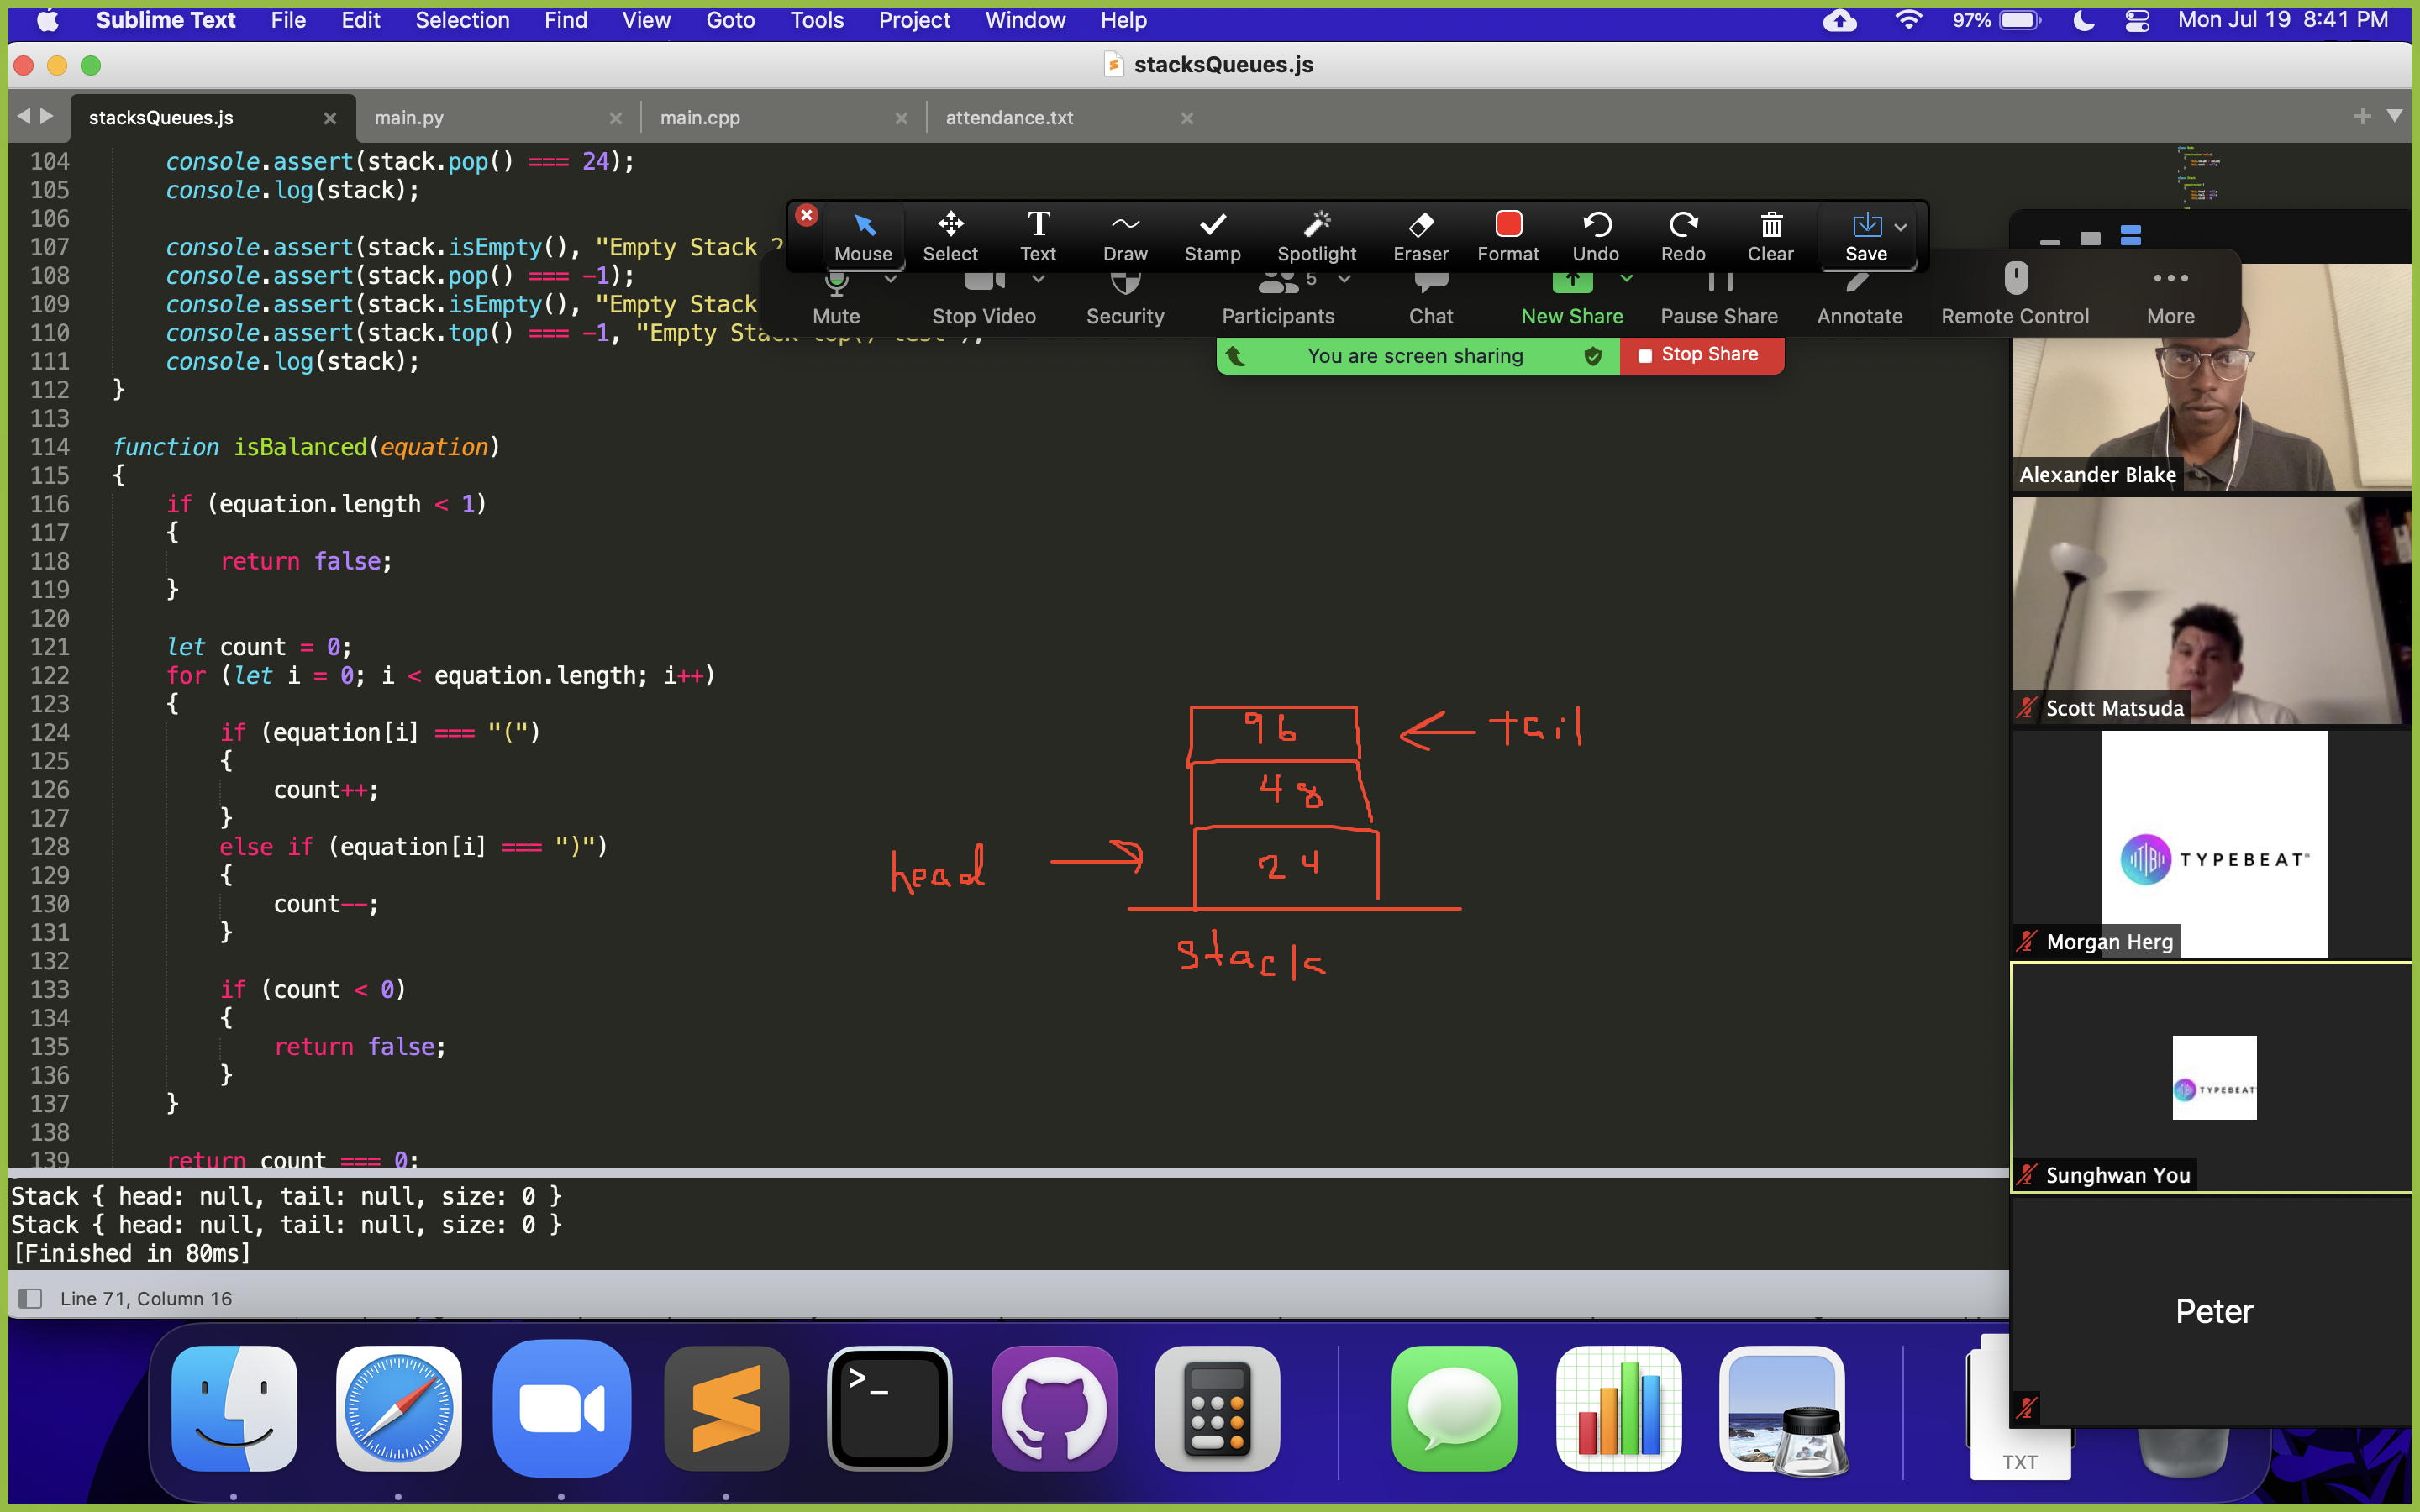 Sublime Text File Edit Selection Find View Goto Tools Project Window Help 97% Mon Jul 19 8:41 PM
stacksQueues.js
stacksQueues.js main.py main.cpp attendance.txt
104 console.assert(stack.pop() === 24);
105 console.log(stack);
106
107 console.assert(stack.isEmpty(), "Empty Stack
108 console.assert(stack.pop() === -1);
109 console.assert(stack.isEmpty(), "Empty Stack
110 console.assert(stack.top() === -1, "Empty Stack top() test");
111 console.log(stack);
112 }
113
114 function isBalanced(equation)
115 {
116 if (equation.length < 1)
117 {
118 return false;
119 }
120
121 let count = 0;
122 for (let i = 0; i < equation.length; i++)
123 {
124 if (equation[i] === "(")
125 {
126 count++;
127 }
128 else if (equation[i] === ")")
129 {
130 count--;
131 }
132
133 if (count < 0)
134 {
135 return false;
136 }
137 }
138
139 return count === 0;
Mouse Select Text Draw Stamp Spotlight Eraser Format Undo Redo Clear Save
5
Mute Stop Video Security Participants Chat New Share Pause Share Annotate Remote Control More
You are screen sharing Stop Share
96 ← tail
48
head → 24
stack
Alexander Blake
Scott Matsuda
TYPEBEAT®
Morgan Herg
TYPEBEAT
Sunghwan You
Peter
Stack { head: null, tail: null, size: 0 }
Stack { head: null, tail: null, size: 0 }
[Finished in 80ms]
Line 71, Column 16
>_
TXT